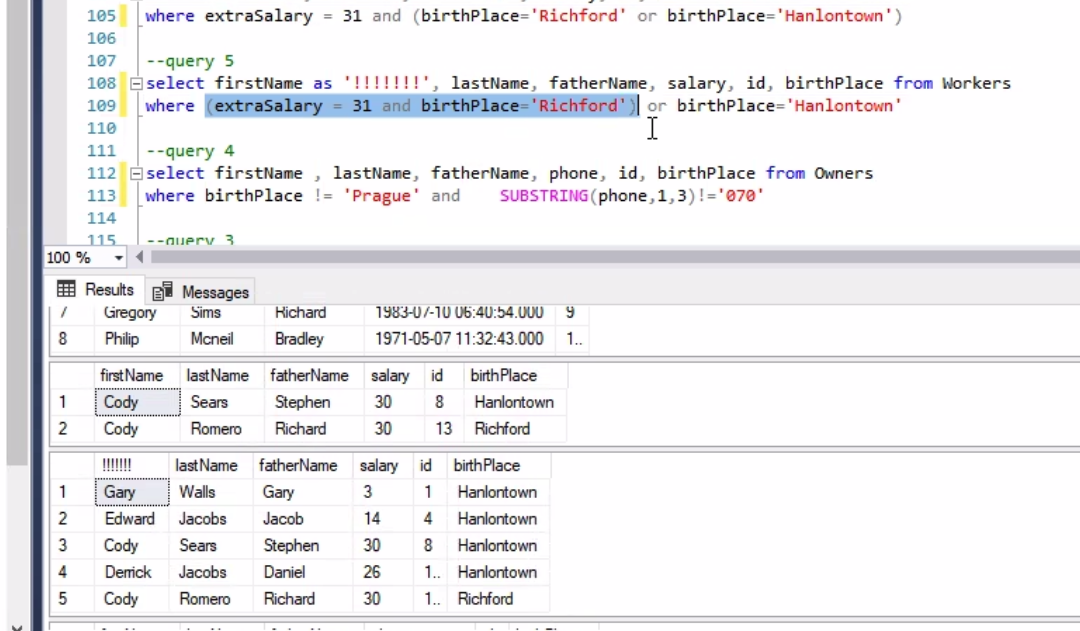 105 where extraSalary = 31 and (birthPlace='Richford' or birthPlace='Hanlontown')
106
107 --query 5
108 select firstName as '!!!!!!!', lastName, fatherName, salary, id, birthPlace from Workers
109 where (extraSalary = 31 and birthPlace='Richford') or birthPlace='Hanlontown'
110
111 --query 4
112 select firstName , lastName, fatherName, phone, id, birthPlace from Owners
113 where birthPlace != 'Prague' and SUBSTRING(phone,1,3)!='070'
114
115 --query 3
100 %
Results Messages
7 Gregory Sims Richard 1983-07-10 06:40:54.000 9
8 Philip Mcneil Bradley 1971-05-07 11:32:43.000 1..
firstName lastName fatherName salary id birthPlace
1 Cody Sears Stephen 30 8 Hanlontown
2 Cody Romero Richard 30 13 Richford
!!!!!!! lastName fatherName salary id birthPlace
1 Gary Walls Gary 3 1 Hanlontown
2 Edward Jacobs Jacob 14 4 Hanlontown
3 Cody Sears Stephen 30 8 Hanlontown
4 Derrick Jacobs Daniel 26 1.. Hanlontown
5 Cody Romero Richard 30 1.. Richford